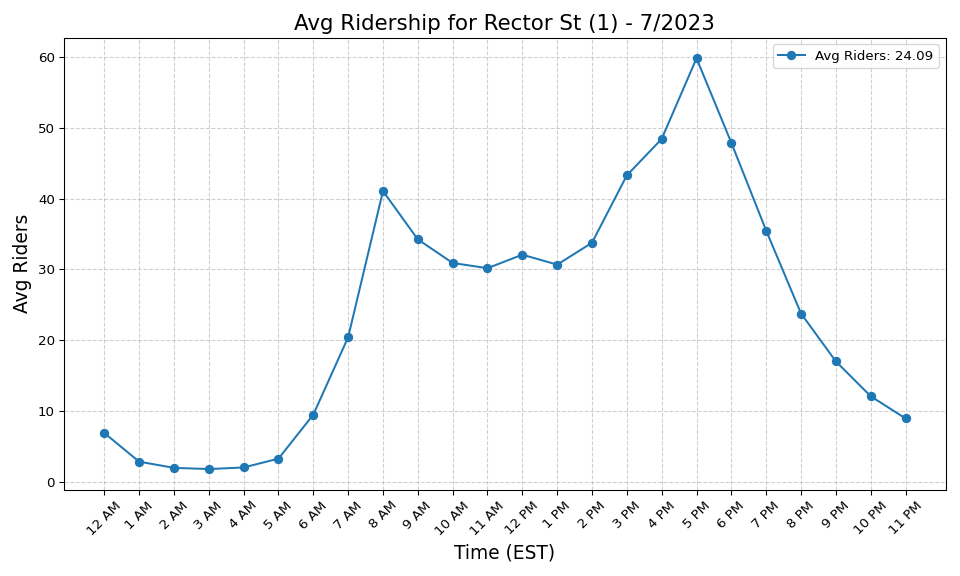 Avg Ridership for Rector St (1) - 7/2023
Avg Riders: 24.09
Avg Riders
60
50
40
30
20
10
0
12 AM
1 AM
2 AM
3 AM
4 AM
5 AM
6 AM
7 AM
8 AM
9 AM
10 AM
11 AM
12 PM
1 PM
2 PM
3 PM
4 PM
5 PM
6 PM
7 PM
8 PM
9 PM
10 PM
11 PM
Time (EST)